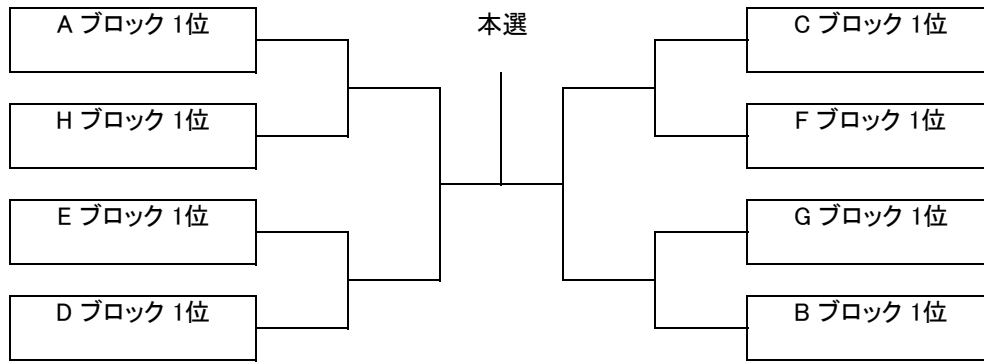 A ブロック 1位
本選
C ブロック 1位
H ブロック 1位
F ブロック 1位
E ブロック 1位
G ブロック 1位
D ブロック 1位
B ブロック 1位